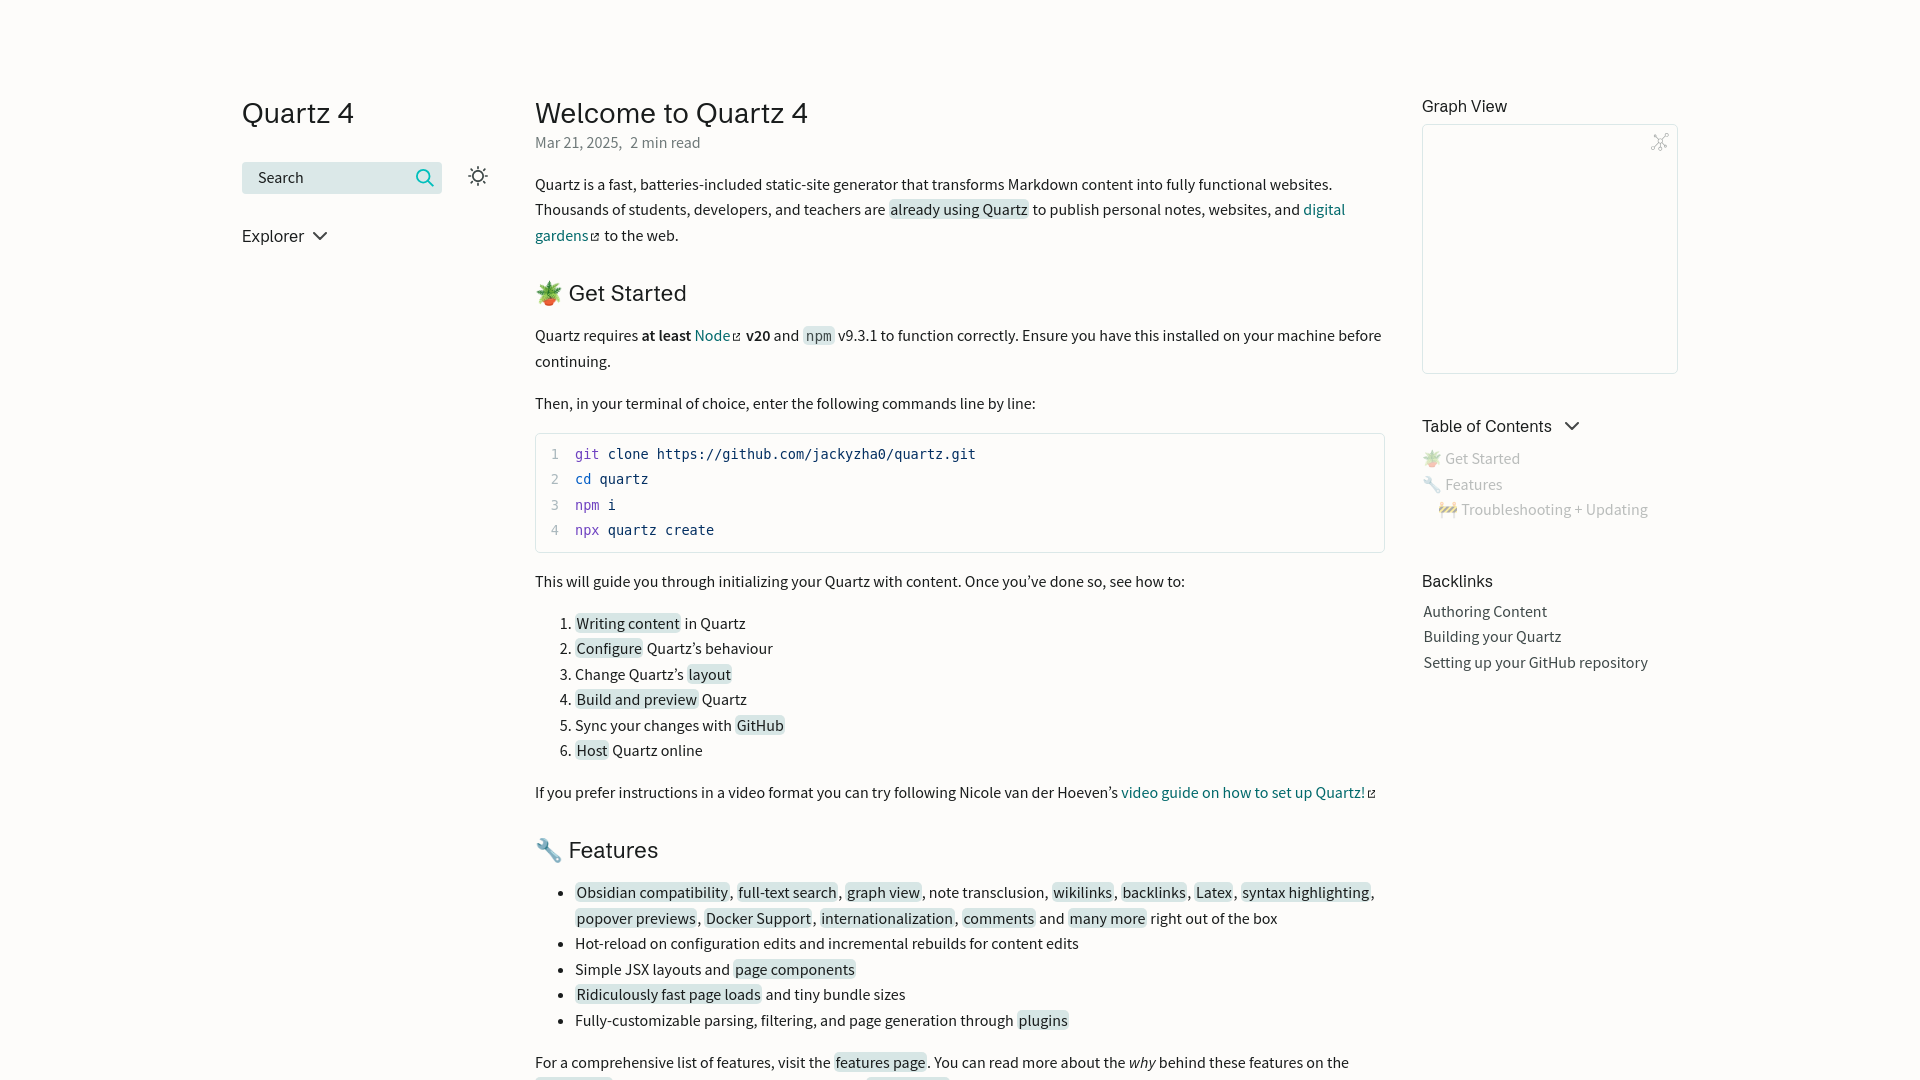 Quartz 4
Search
Explorer
Welcome to Quartz 4
Mar 21, 2025, 2 min read
Quartz is a fast, batteries-included static-site generator that transforms Markdown content into fully functional websites.
Thousands of students, developers, and teachers are already using Quartz to publish personal notes, websites, and digital
gardens to the web.
🪴 Get Started
Quartz requires at least Node v20 and npm v9.3.1 to function correctly. Ensure you have this installed on your machine before
continuing.
Then, in your terminal of choice, enter the following commands line by line:
1 git clone https://github.com/jackyzha0/quartz.git
2 cd quartz
3 npm i
4 npx quartz create
This will guide you through initializing your Quartz with content. Once you’ve done so, see how to:
1. Writing content in Quartz
2. Configure Quartz’s behaviour
3. Change Quartz’s layout
4. Build and preview Quartz
5. Sync your changes with GitHub
6. Host Quartz online
If you prefer instructions in a video format you can try following Nicole van der Hoeven’s video guide on how to set up Quartz!
🔧 Features
• Obsidian compatibility, full-text search, graph view, note transclusion, wikilinks, backlinks, Latex, syntax highlighting,
popover previews, Docker Support, internationalization, comments and many more right out of the box
• Hot-reload on configuration edits and incremental rebuilds for content edits
• Simple JSX layouts and page components
• Ridiculously fast page loads and tiny bundle sizes
• Fully-customizable parsing, filtering, and page generation through plugins
For a comprehensive list of features, visit the features page. You can read more about the why behind these features on the
Graph View
Table of Contents
🪴 Get Started
🔧 Features
🚧 Troubleshooting + Updating
Backlinks
Authoring Content
Building your Quartz
Setting up your GitHub repository